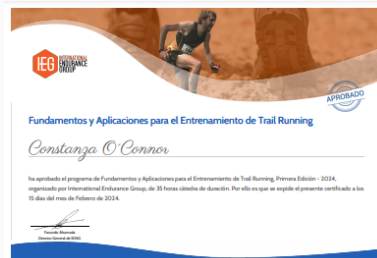 IEG INTERNATIONAL
ENDURANCE
GROUP
APROBADO
Fundamentos y Aplicaciones para el Entrenamiento de Trail Running
Constanza O'Connor
ha aprobado el programa de Fundamentos y Aplicaciones para el Entrenamiento de Trail Running, Primera Edición - 2024,
organizado por International Endurance Group, de 35 horas cátedra de duración. Por ello es que se expide el presente certificado a los
15 días del mes de Febrero de 2024.
Facundo Ahumada
Director General de